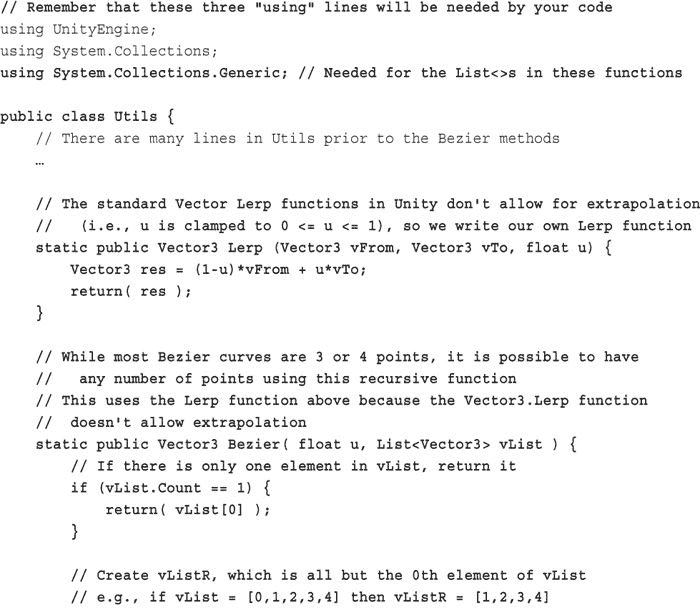 // Remember that these three "using" lines will be needed by your code
using UnityEngine;
using System.Collections;
using System.Collections.Generic; // Needed for the List<>s in these functions
public class Utils {
// There are many lines in Utils prior to the Bezier methods
…
// The standard Vector Lerp functions in Unity don't allow for extrapolation
//   (i.e., u is clamped to 0 <= u <= 1), so we write our own Lerp function
static public Vector3 Lerp (Vector3 vFrom, Vector3 vTo, float u) {
Vector3 res = (1-u)*vFrom + u*vTo;
return( res );
}
// While most Bezier curves are 3 or 4 points, it is possible to have
//   any number of points using this recursive function
// This uses the Lerp function above because the Vector3.Lerp function
//  doesn't allow extrapolation
static public Vector3 Bezier( float u, List<Vector3> vList ) {
// If there is only one element in vList, return it
if (vList.Count == 1) {
return( vList[0] );
}
// Create vListR, which is all but the 0th element of vList
// e.g., if vList = [0,1,2,3,4] then vListR = [1,2,3,4]